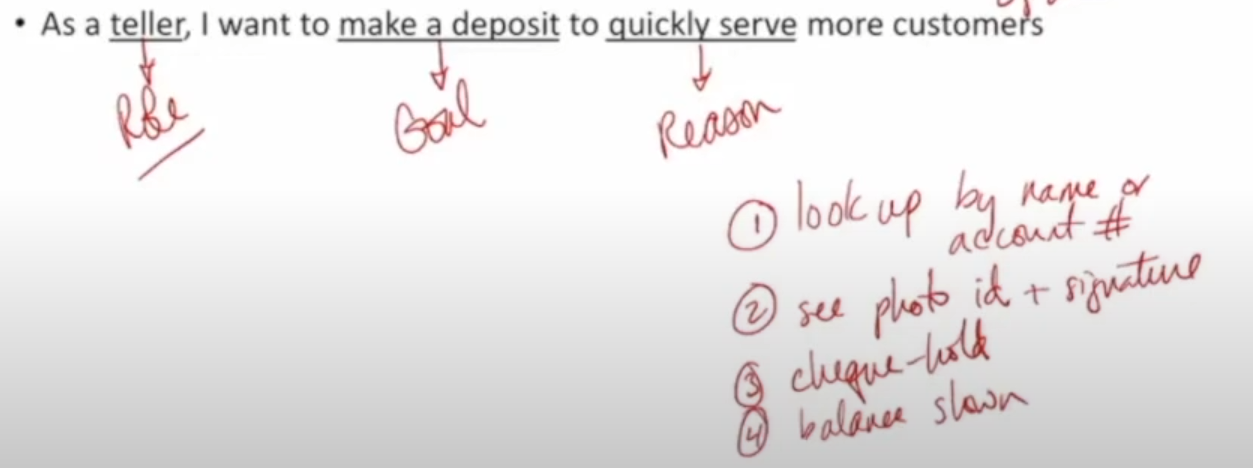 • As a teller, I want to make a deposit to quickly serve more customers
Role Goal Reason
① look up by name or
account #
② see photo id + signature
③ cheque-hold
④ balance shown